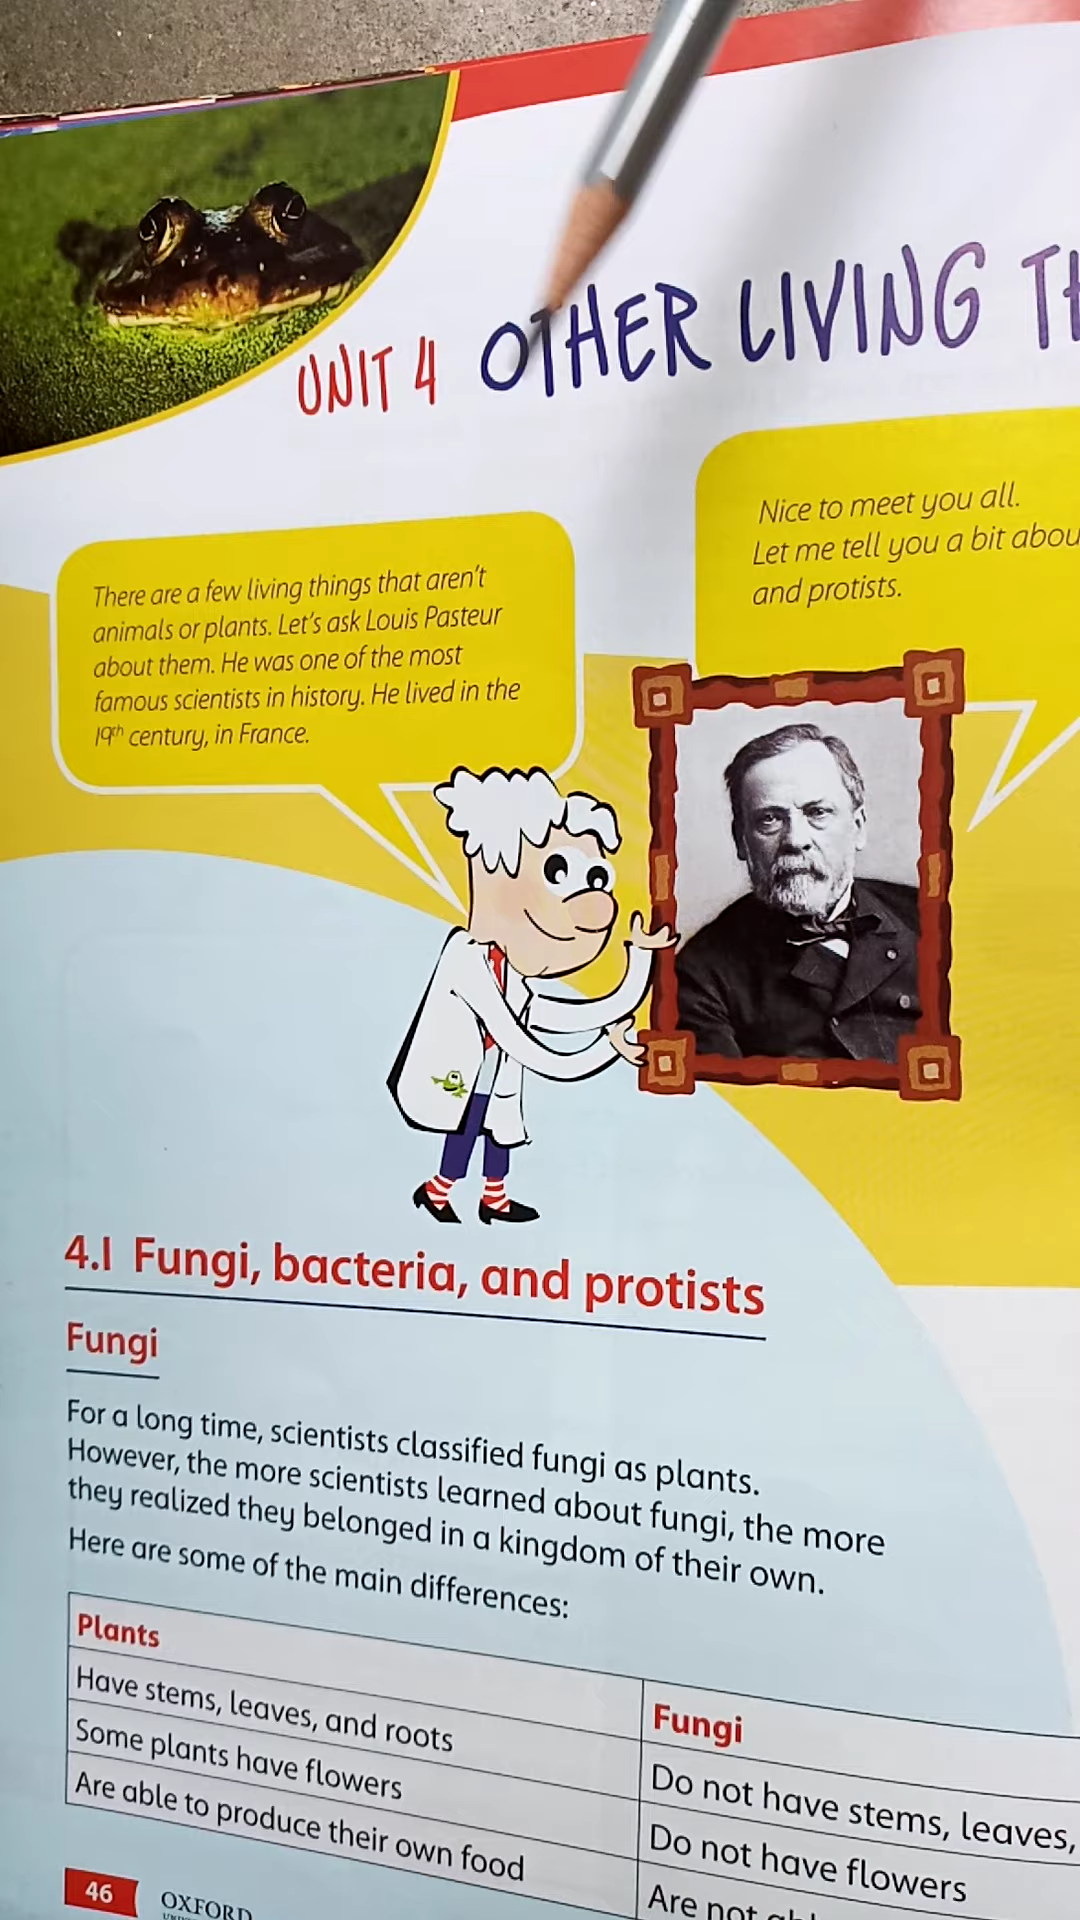 UNIT 4 OTHER LIVING
There are a few living things that aren't
animals or plants. Let's ask Louis Pasteur
about them. He was one of the most
famous scientists in history. He lived in the
19th century, in France.
Nice to meet you all.
Let me tell you a bit
and protists.
4.1 Fungi, bacteria, and protists
Fungi
For a long time, scientists classified fungi as plants.
However, the more scientists learned about fungi, the more
they realized they belonged in a kingdom of their own.
Here are some of the main differences:
Plants
Have stems, leaves, and roots
Some plants have flowers
Are able to produce their own food
Fungi
Do not have stems, leaves,
Do not have flowers
Are not
46
OXFORD